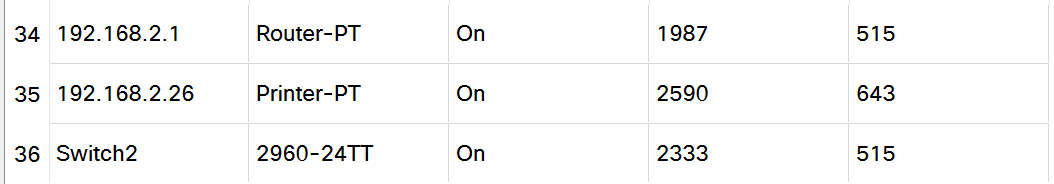 34 192.168.2.1 Router-PT On 1987 515
35 192.168.2.26 Printer-PT On 2590 643
36 Switch2 2960-24TT On 2333 515